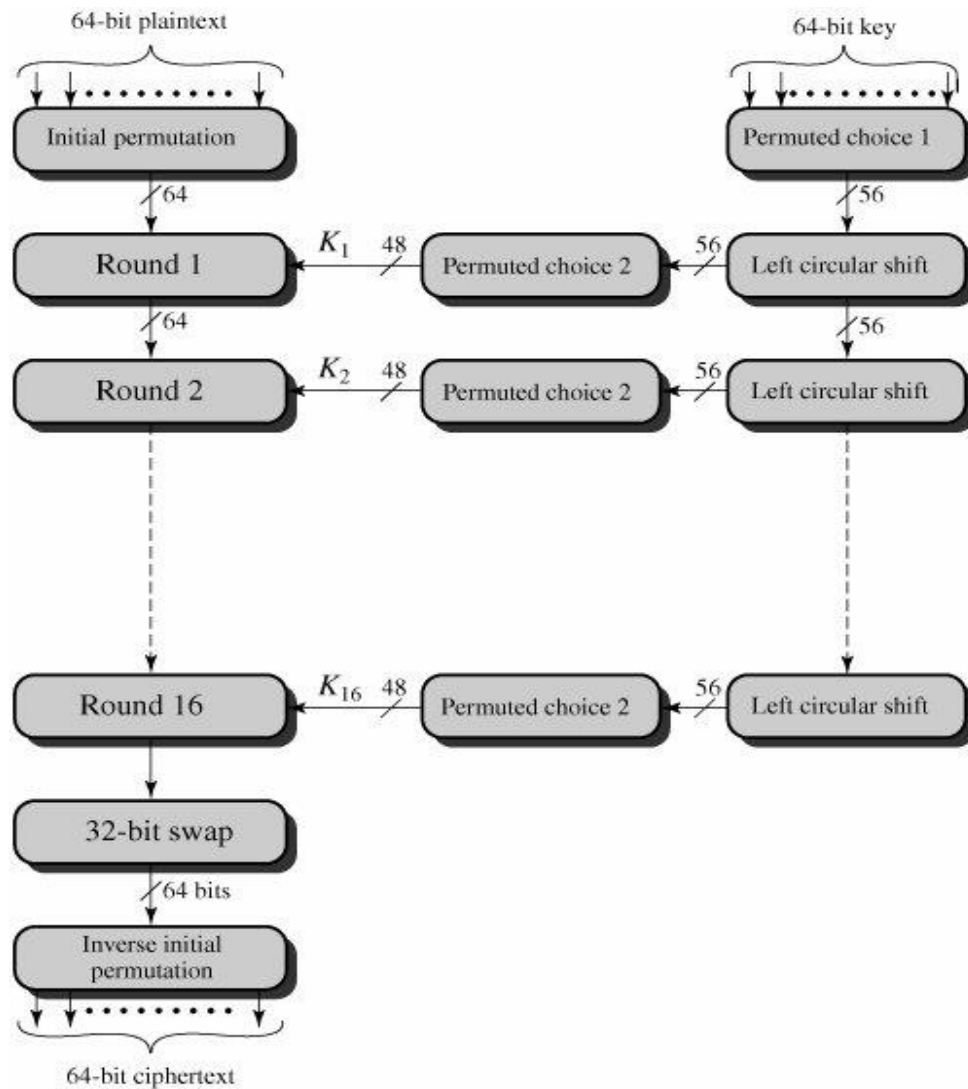 64-bit plaintext
64-bit key
Initial permutation
Permuted choice 1
64
56
Round 1
K1
48
Permuted choice 2
56
Left circular shift
64
56
Round 2
K2
48
Permuted choice 2
56
Left circular shift
Round 16
K16
48
Permuted choice 2
56
Left circular shift
32-bit swap
64 bits
Inverse initial
permutation
64-bit ciphertext